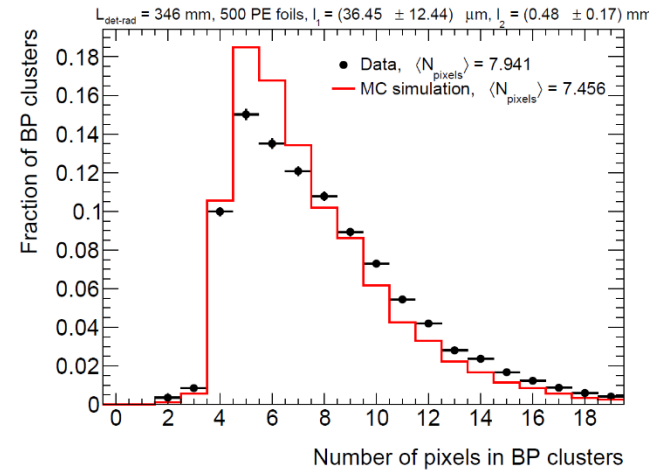 L_det-rad = 346 mm, 500 PE foils, l_1 = (36.45 ± 12.44) μm, l_2 = (0.48 ± 0.17) mm
Data, ⟨N_pixels⟩ = 7.941
MC simulation, ⟨N_pixels⟩ = 7.456
Fraction of BP clusters
0.18
0.16
0.14
0.12
0.1
0.08
0.06
0.04
0.02
0
0 2 4 6 8 10 12 14 16 18
Number of pixels in BP clusters